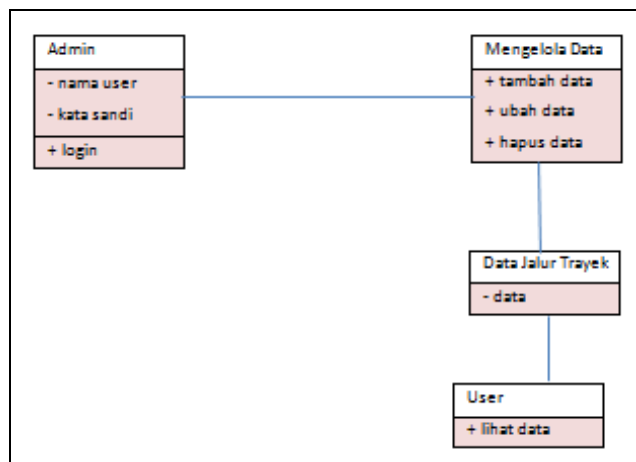 Admin
- nama user
- kata sandi
+ login
Mengelola Data
+ tambah data
+ ubah data
+ hapus data
Data Jalur Trayek
- data
User
+ lihat data